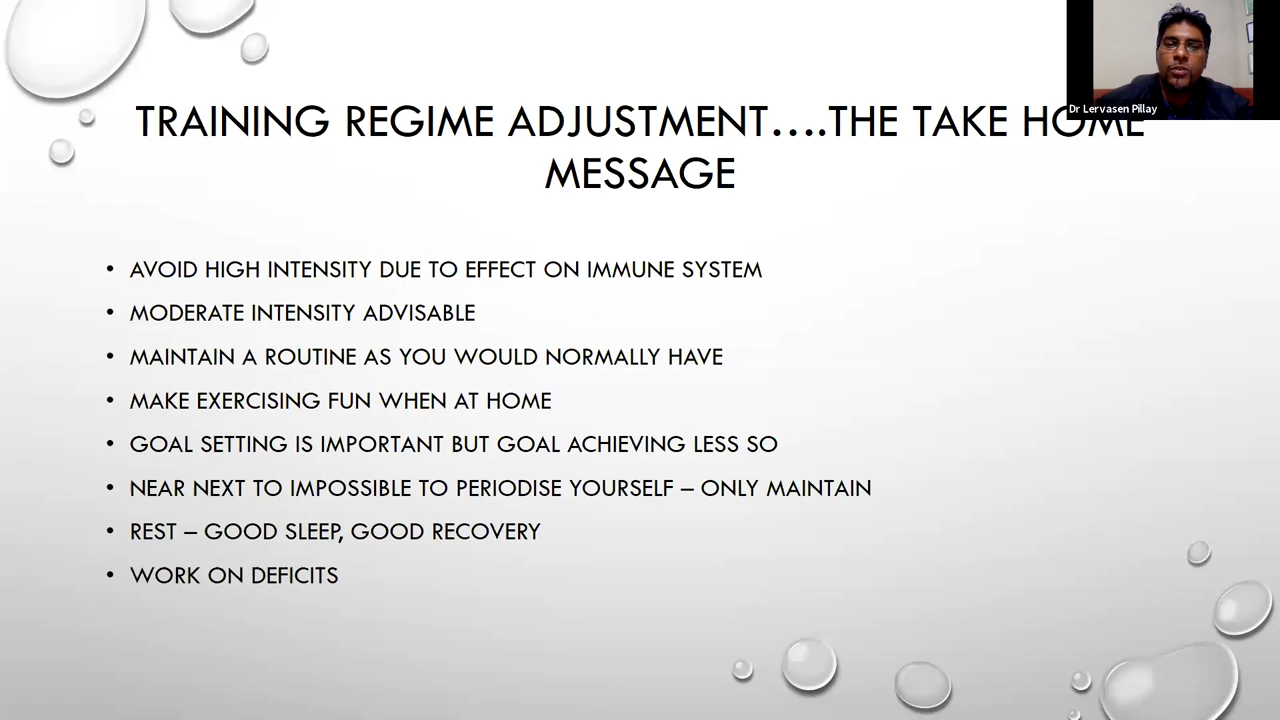 Dr Lervasen Pillay
TRAINING REGIME ADJUSTMENT....THE TAKE HOME
MESSAGE
• AVOID HIGH INTENSITY DUE TO EFFECT ON IMMUNE SYSTEM
• MODERATE INTENSITY ADVISABLE
• MAINTAIN A ROUTINE AS YOU WOULD NORMALLY HAVE
• MAKE EXERCISING FUN WHEN AT HOME
• GOAL SETTING IS IMPORTANT BUT GOAL ACHIEVING LESS SO
• NEAR NEXT TO IMPOSSIBLE TO PERIODISE YOURSELF – ONLY MAINTAIN
• REST – GOOD SLEEP, GOOD RECOVERY
• WORK ON DEFICITS